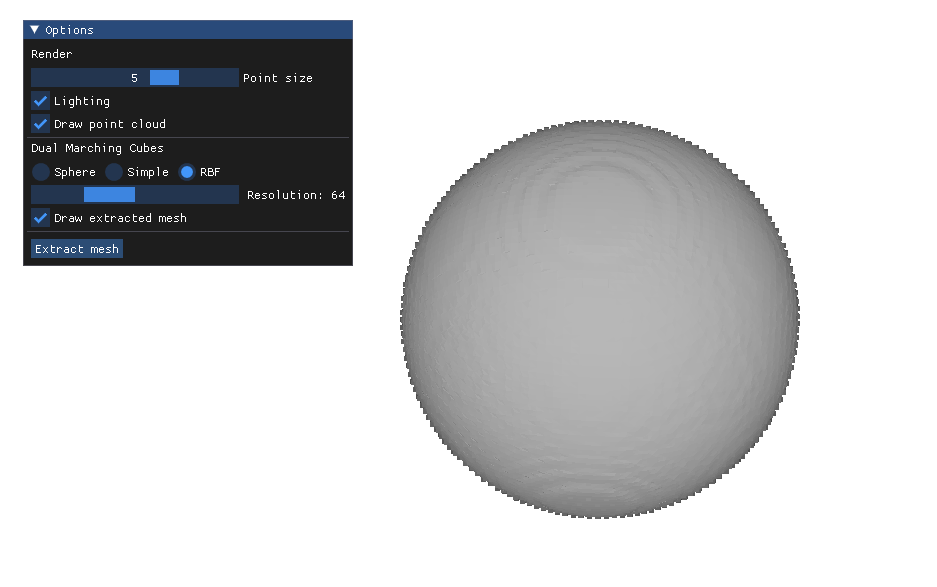 Options
Render
5 Point size
Lighting
Draw point cloud
Dual Marching Cubes
Sphere Simple RBF
Resolution: 64
Draw extracted mesh
Extract mesh